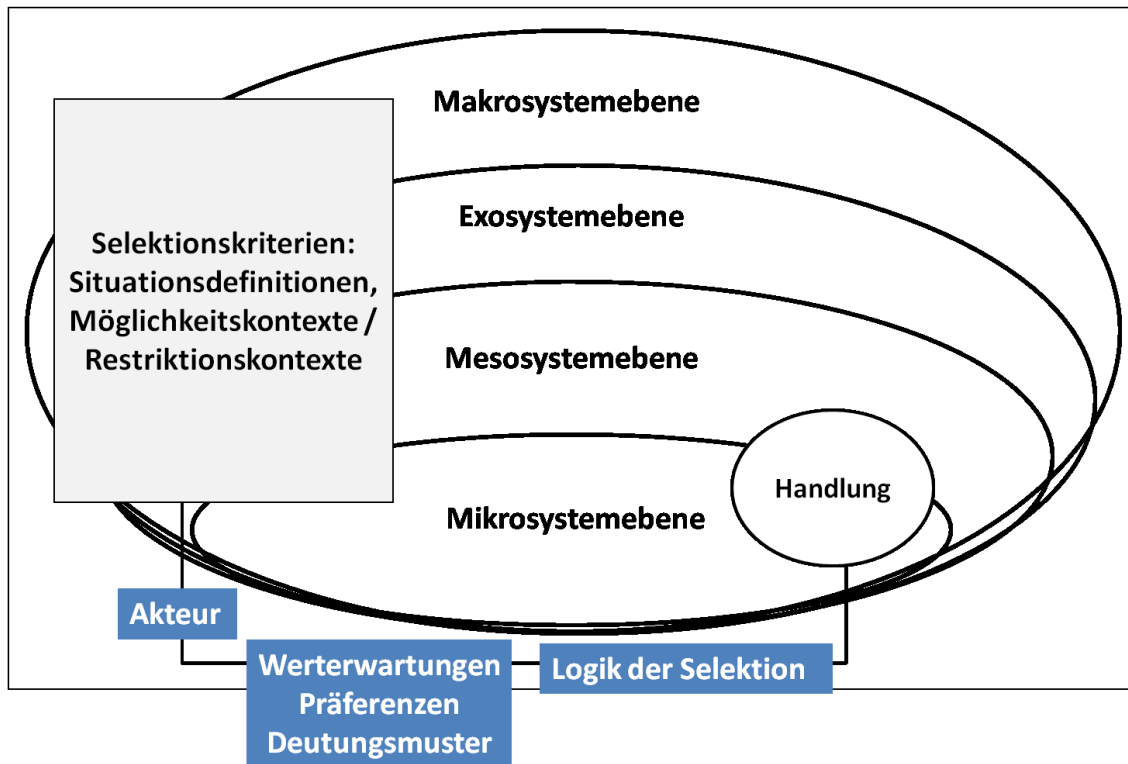 Makrosystemebene
Exosystemebene
Selektionskriterien:
Situationsdefinitionen,
Möglichkeitskontexte /
Restriktionskontexte
Mesosystemebene
Handlung
Mikrosystemebene
Akteur
Werterwartungen
Präferenzen
Deutungsmuster
Logik der Selektion